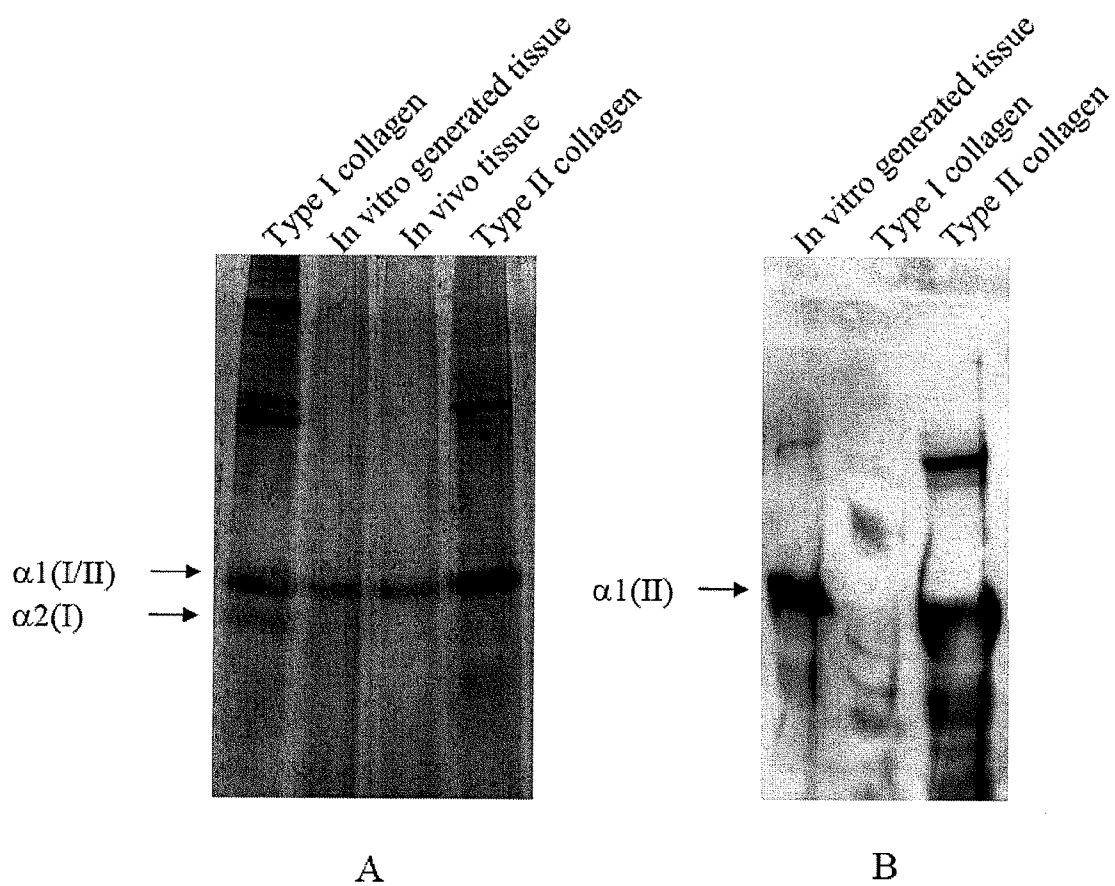 Type I collagen
In vitro generated tissue
In vivo tissue
Type II collagen
In vitro generated tissue
Type I collagen
Type II collagen
α1(I/II)
α2(I)
α1(II)
A
B